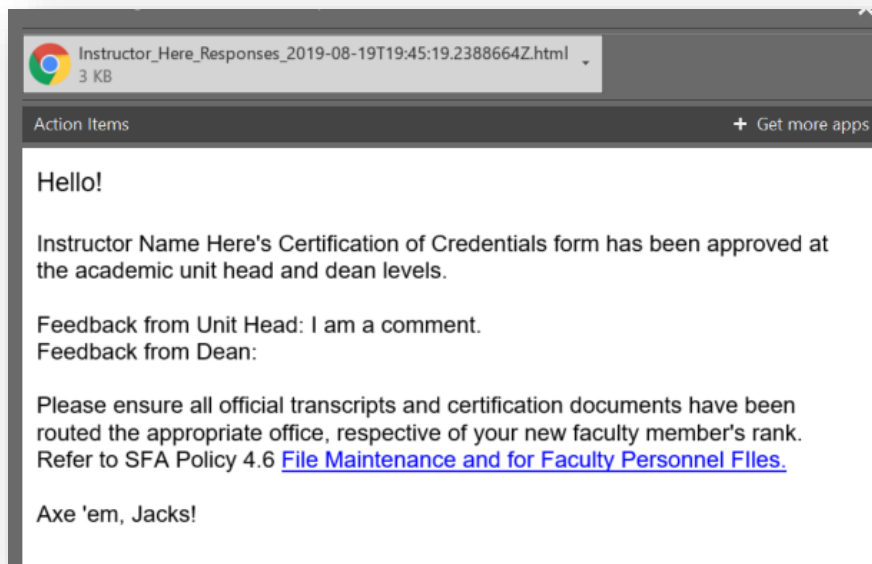 Instructor_Here_Responses_2019-08-19T19:45:19.2388664Z.html
3 KB
Action Items
+ Get more apps
Hello!
Instructor Name Here's Certification of Credentials form has been approved at
the academic unit head and dean levels.
Feedback from Unit Head: I am a comment.
Feedback from Dean:
Please ensure all official transcripts and certification documents have been
routed the appropriate office, respective of your new faculty member's rank.
Refer to SFA Policy 4.6 File Maintenance and for Faculty Personnel FIles.
Axe 'em, Jacks!